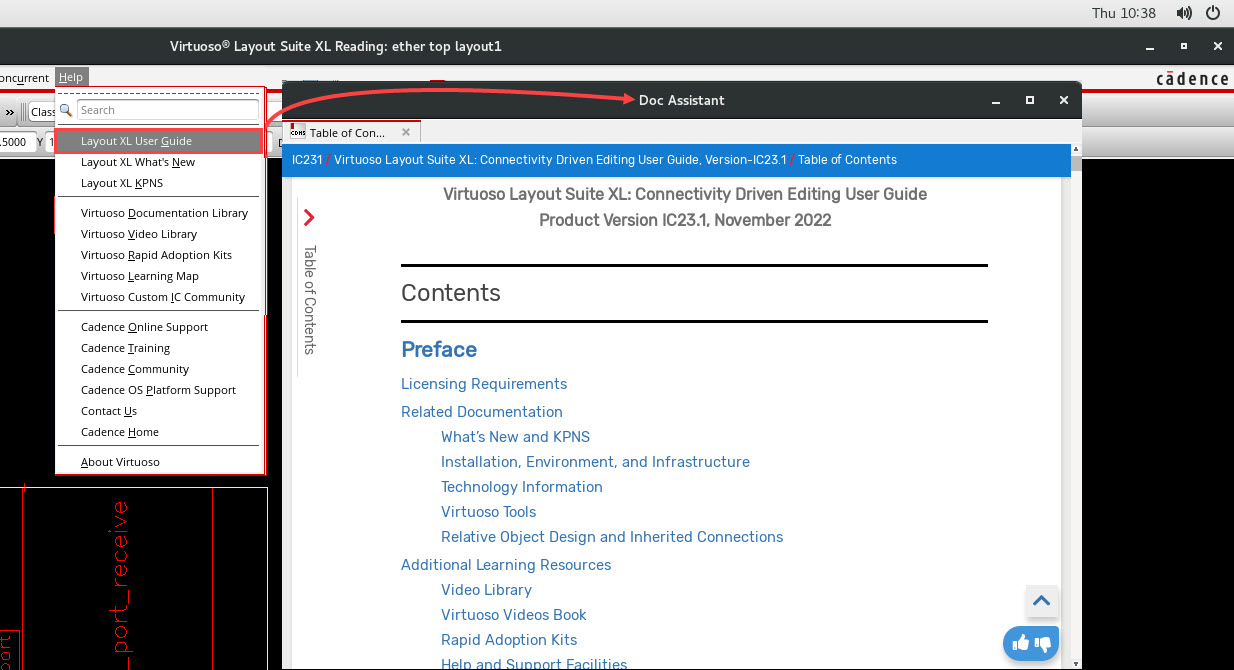 Thu 10:38
Virtuoso® Layout Suite XL Reading: ether top layout1
oncurrent Help
cādence
» Class
Search
.5000 Y 1
Layout XL User Guide
Layout XL What's New
Layout XL KPNS
Virtuoso Documentation Library
Virtuoso Video Library
Virtuoso Rapid Adoption Kits
Virtuoso Learning Map
Virtuoso Custom IC Community
Cadence Online Support
Cadence Training
Cadence Community
Cadence OS Platform Support
Contact Us
Cadence Home
About Virtuoso
_port_receive
port
Doc Assistant
CDNS Table of Con...
IC231 / Virtuoso Layout Suite XL: Connectivity Driven Editing User Guide, Version-IC23.1 / Table of Contents
Table of Contents
Virtuoso Layout Suite XL: Connectivity Driven Editing User Guide
Product Version IC23.1, November 2022
Contents
Preface
Licensing Requirements
Related Documentation
What’s New and KPNS
Installation, Environment, and Infrastructure
Technology Information
Virtuoso Tools
Relative Object Design and Inherited Connections
Additional Learning Resources
Video Library
Virtuoso Videos Book
Rapid Adoption Kits
Help and Support Facilities